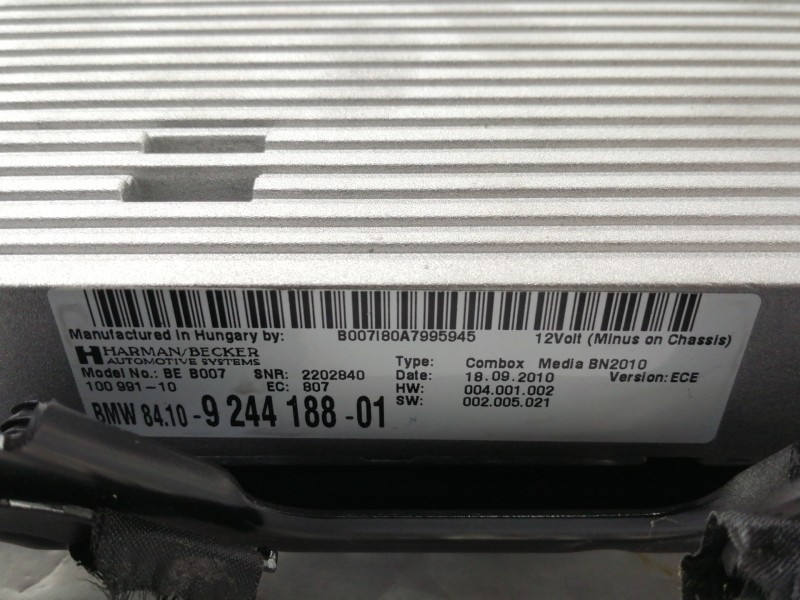 Manufactured in Hungary by: B007I80A7995945 12Volt (Minus on Chassis)
HARMAN/BECKER
AUTOMOTIVE SYSTEMS
Type: Combox Media BN2010
Model No.: BE B007 SNR: 2202840 Date: 18.09.2010 Version: ECE
100 991-10 EC: 807 HW: 004.001.002
BMW 84.10 - 9 244 188 - 01 SW: 002.005.021